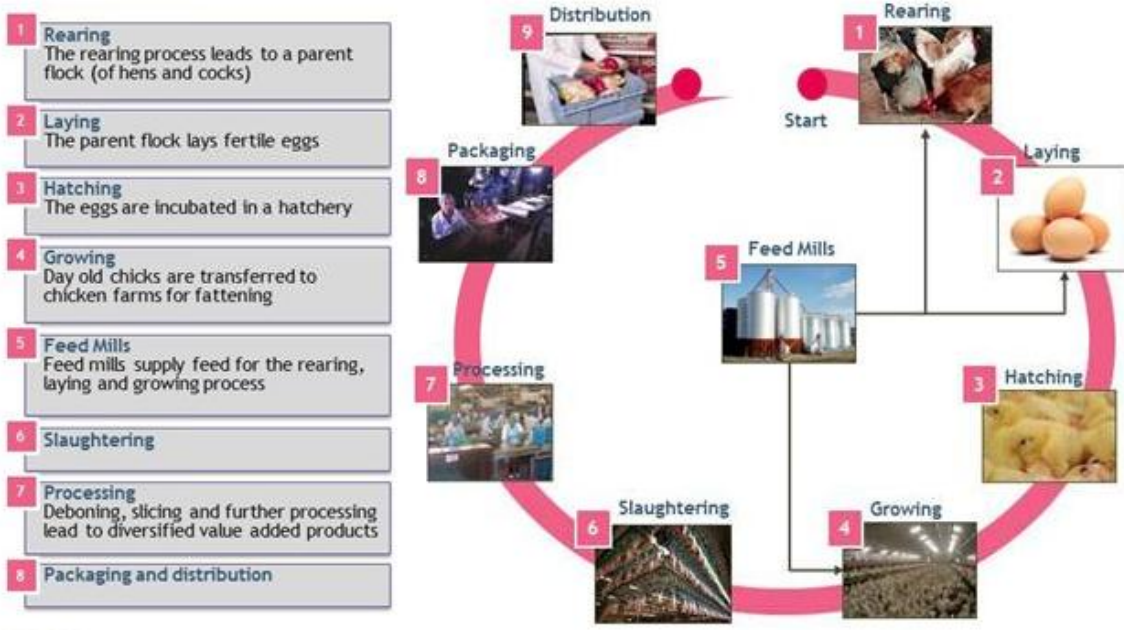 1
Rearing
The rearing process leads to a parent
flock (of hens and cocks)
2
Laying
The parent flock lays fertile eggs
3
Hatching
The eggs are incubated in a hatchery
4
Growing
Day old chicks are transferred to
chicken farms for fattening
5
Feed Mills
Feed mills supply feed for the rearing,
laying and growing process
6
Slaughtering
7
Processing
Deboning, slicing and further processing
lead to diversified value added products
8
Packaging and distribution
Start
1
Rearing
2
Laying
3
Hatching
4
Growing
5
Feed Mills
6
Slaughtering
7
Processing
8
Packaging
9
Distribution